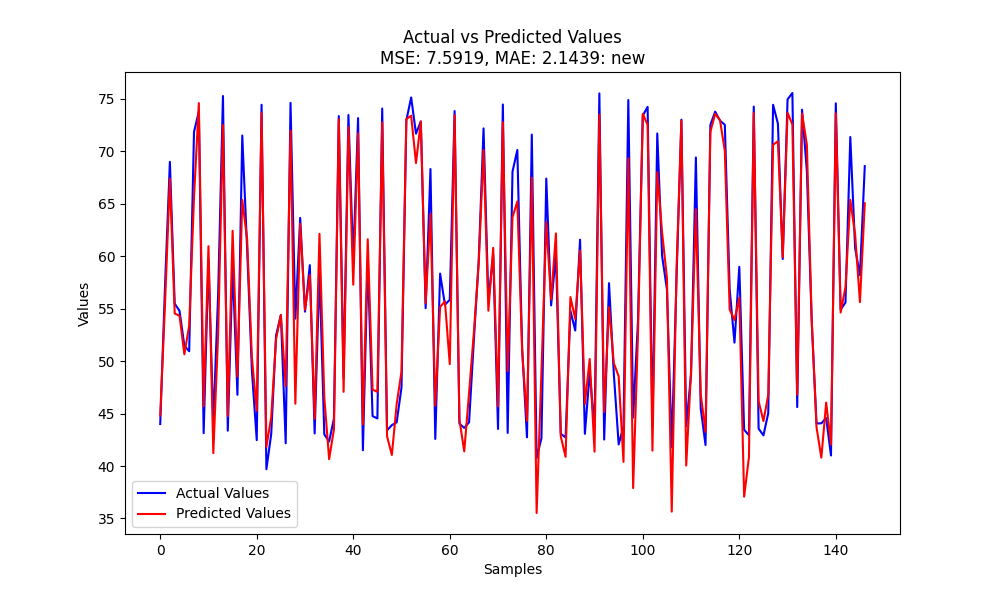 Actual vs Predicted Values
MSE: 7.5919, MAE: 2.1439: new
Values
75
70
65
60
55
50
45
40
35
Actual Values
Predicted Values
0 20 40 60 80 100 120 140
Samples